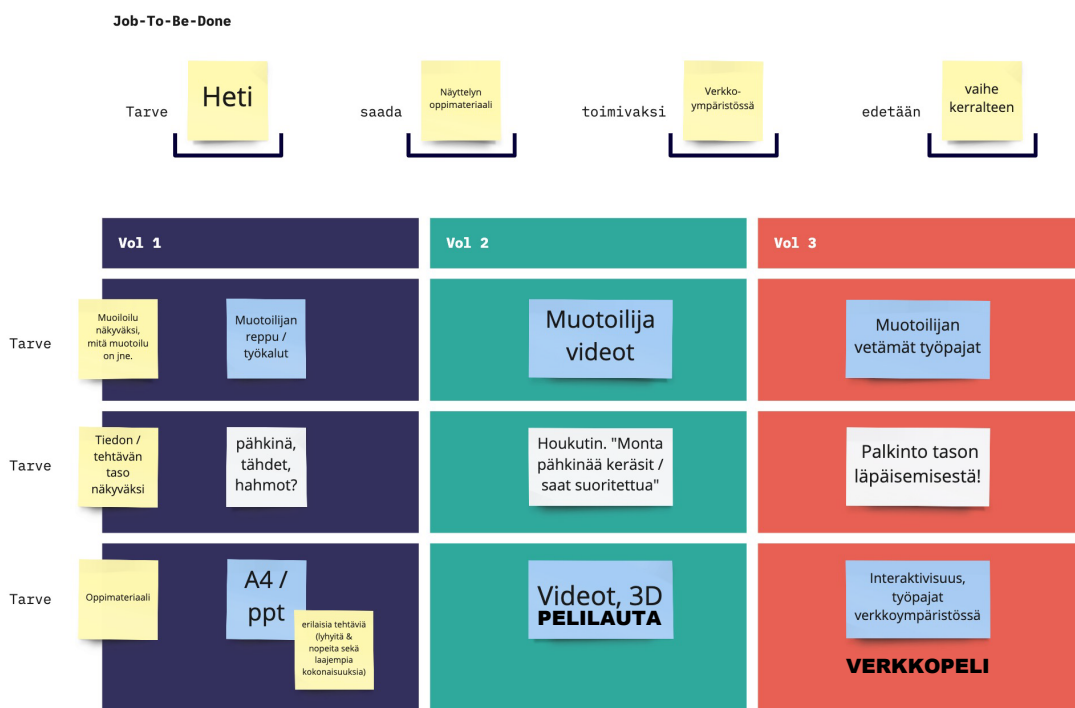 Job-To-Be-Done
Tarve
Heti
saada
Näyttelyn
oppimateriaali
toimivaksi
Verkko-
ympäristössä
edetään
vaihe
kerralteen
Vol 1
Vol 2
Vol 3
Tarve
Muoiloilu
näkyväksi,
mitä muotoilu
on jne.
Muotoilijan
reppu /
työkalut
Muotoilija
videot
Muotoilijan
vetämät työpajat
Tarve
Tiedon /
tehtävän
taso
näkyväksi
pähkinä,
tähdet,
hahmot?
Houkutin. "Monta
pähkinää keräsit /
saat suoritettua"
Palkinto tason
läpäisemisestä!
Tarve
Oppimateriaali
A4 /
ppt
erilaisia tehtäviä
(lyhyitä &
nopeita sekä
laajempia
kokonaisuuksia)
Videot, 3D
PELILAUTA
Interaktivisuus,
työpajat
verkkoympäristössä
VERKKOPELI